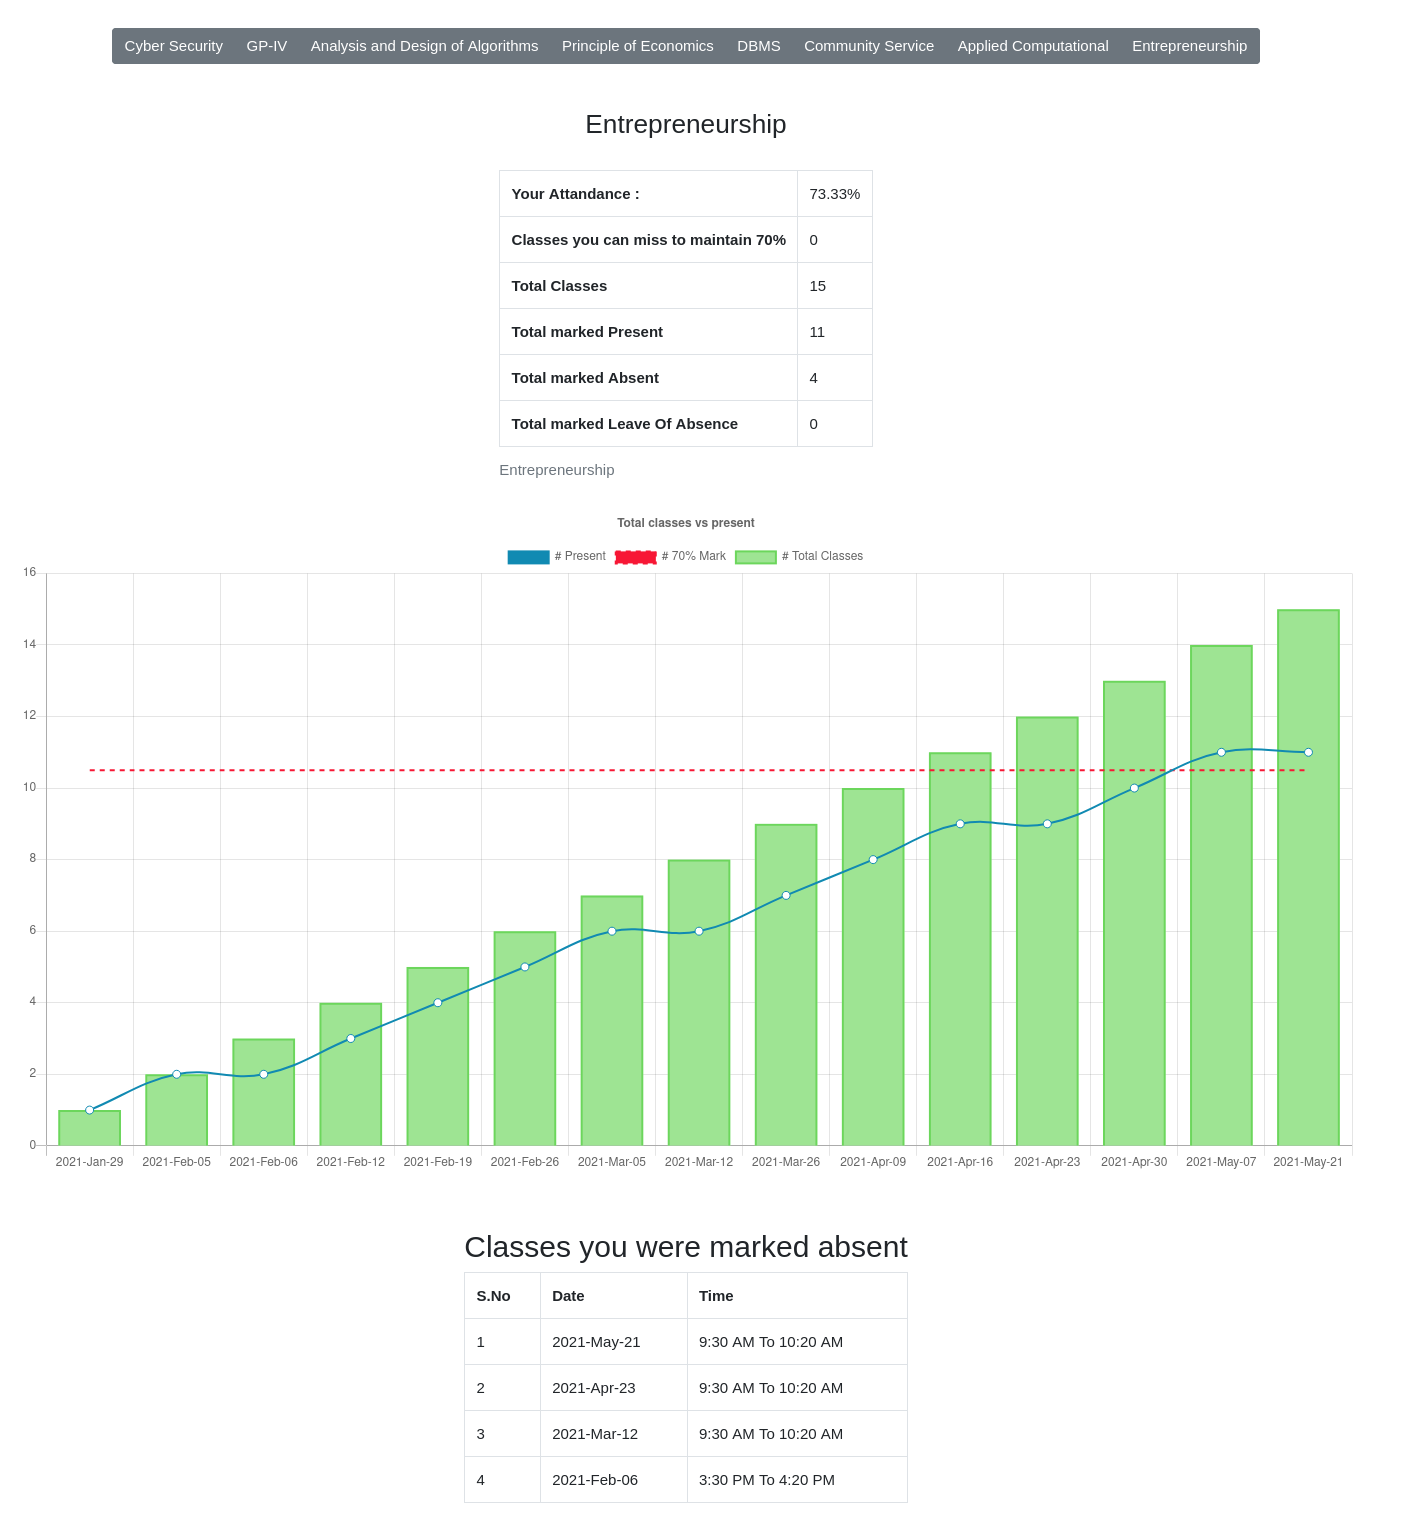 Cyber Security GP-IV Analysis and Design of Algorithms Principle of Economics DBMS Community Service Applied Computational Entrepreneurship
Entrepreneurship
Your Attandance : 73.33%
Classes you can miss to maintain 70% 0
Total Classes 15
Total marked Present 11
Total marked Absent 4
Total marked Leave Of Absence 0
Entrepreneurship
Total classes vs present
# Present # 70% Mark # Total Classes
16
14
12
10
8
6
4
2
0
2021-Jan-29 2021-Feb-05 2021-Feb-06 2021-Feb-12 2021-Feb-19 2021-Feb-26 2021-Mar-05 2021-Mar-12 2021-Mar-26 2021-Apr-09 2021-Apr-16 2021-Apr-23 2021-Apr-30 2021-May-07 2021-May-21
Classes you were marked absent
S.No Date Time
1 2021-May-21 9:30 AM To 10:20 AM
2 2021-Apr-23 9:30 AM To 10:20 AM
3 2021-Mar-12 9:30 AM To 10:20 AM
4 2021-Feb-06 3:30 PM To 4:20 PM